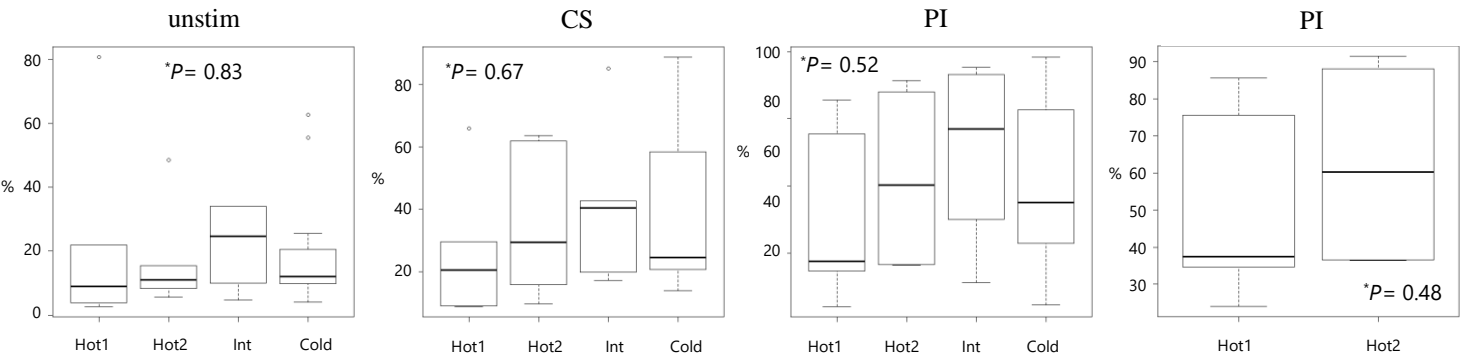 unstim
*P= 0.83
%
80
60
40
20
0
Hot1 Hot2 Int Cold
CS
*P= 0.67
%
80
60
40
20
Hot1 Hot2 Int Cold
PI
*P= 0.52
%
100
80
60
40
20
Hot1 Hot2 Int Cold
PI
*P= 0.48
%
90
80
70
60
50
40
30
Hot1 Hot2